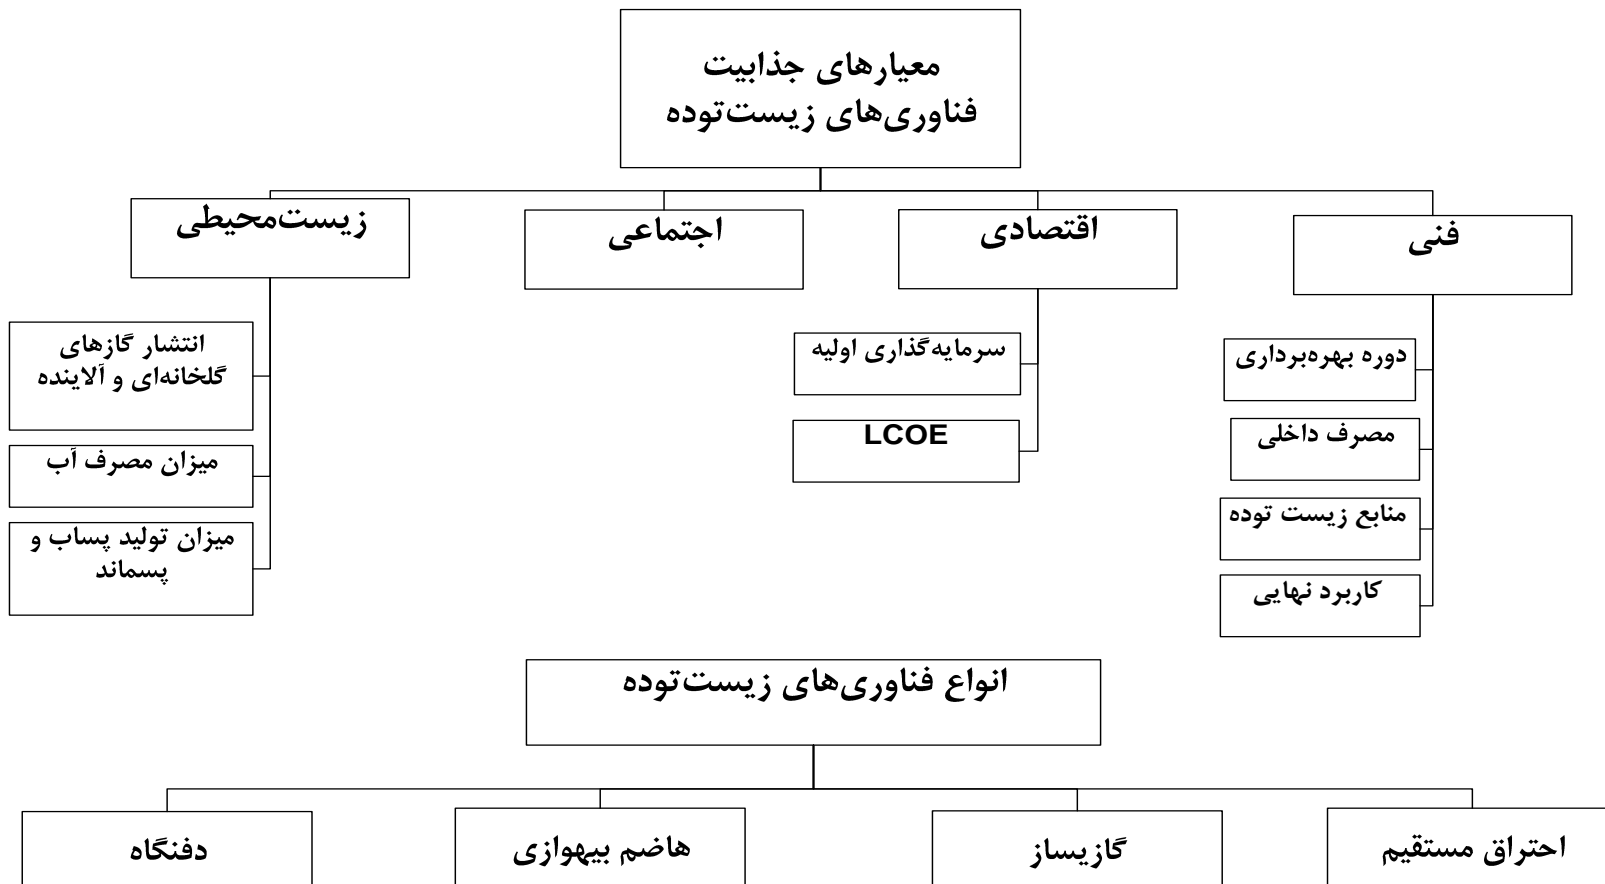 معیارهای جذابیت
فناوری‌های زیست‌توده
فنی
اقتصادی
اجتماعی
زیست‌محیطی
دوره بهره‌برداری
مصرف داخلی
منابع زیست توده
کاربرد نهایی
سرمایه‌گذاری اولیه
LCOE
انتشار گازهای
گلخانه‌ای و آلاینده
میزان مصرف آب
میزان تولید پساب و
پسماند
انواع فناوری‌های زیست‌توده
احتراق مستقیم
گازیساز
هاضم بیهوازی
دفنگاه